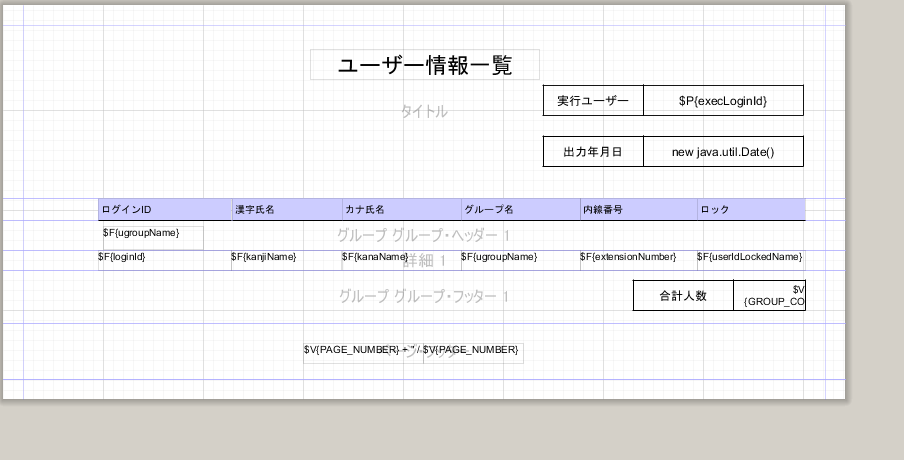 ユーザー情報一覧
実行ユーザー $P{execLoginId}
タイトル
出力年月日 new java.util.Date()
ログインID 漢字氏名 カナ氏名 グループ名 内線番号 ロック
$F{ugroupName}
グループ グループ・ヘッダー 1
$F{loginId} $F{kanjiName} $F{kanaName} $F{ugroupName} $F{extensionNumber} $F{userIdLockedName}
詳細 1
グループ グループ・フッター 1
合計人数 $V
{GROUP_CO
$V{PAGE_NUMBER} + " / $V{PAGE_NUMBER}